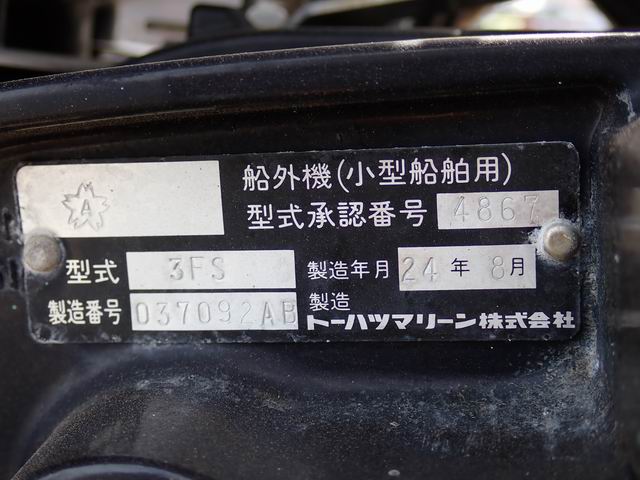 A
船外機(小型船舶用)
型式承認番号 4867
型式 3FS 製造年月 24年 8月
製造番号 037092AB 製造
トーハツマリーン株式会社